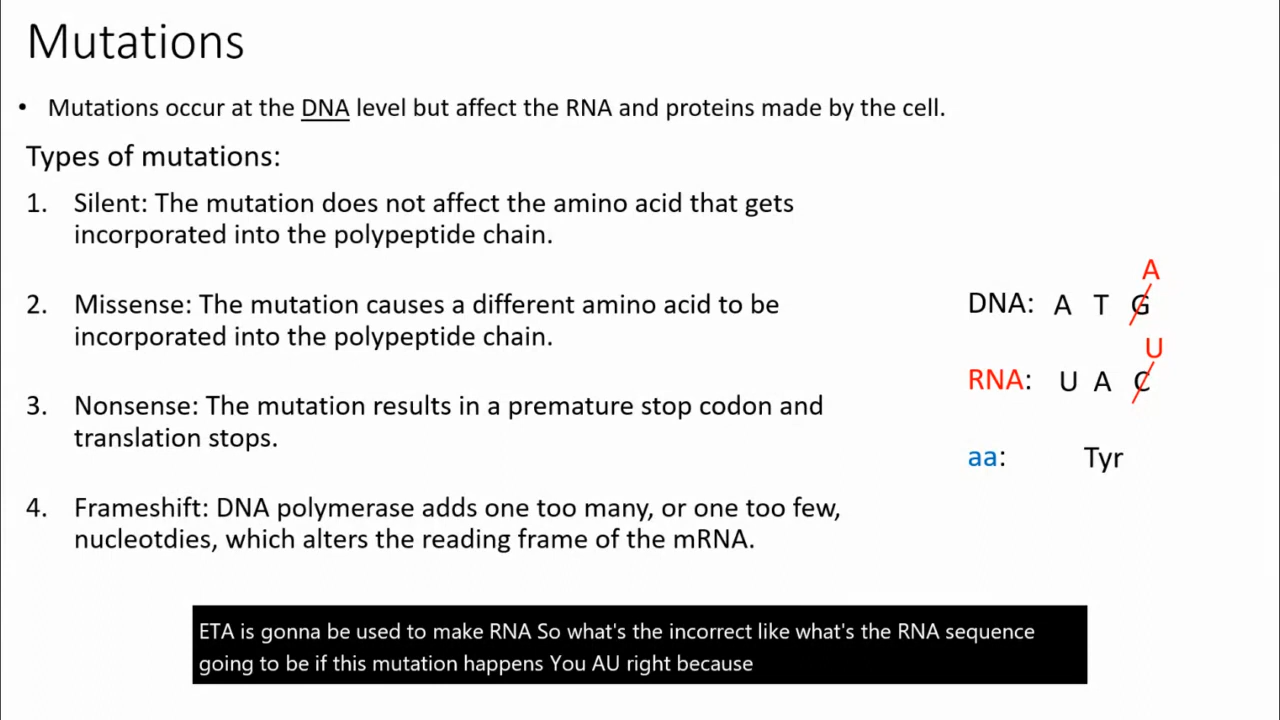 Mutations
• Mutations occur at the DNA level but affect the RNA and proteins made by the cell.
Types of mutations:
1. Silent: The mutation does not affect the amino acid that gets
incorporated into the polypeptide chain.
2. Missense: The mutation causes a different amino acid to be
incorporated into the polypeptide chain.
3. Nonsense: The mutation results in a premature stop codon and
translation stops.
4. Frameshift: DNA polymerase adds one too many, or one too few,
nucleotdies, which alters the reading frame of the mRNA.
A
DNA: A T G
U
RNA: U A C
aa: Tyr
ETA is gonna be used to make RNA So what's the incorrect like what's the RNA sequence
going to be if this mutation happens You AU right because